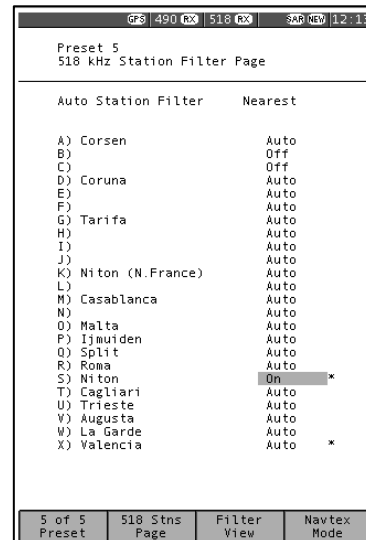 GPS 490 RX 518 RX SAR NEW 12:13
Preset 5
518 kHz Station Filter Page
Auto Station Filter Nearest
A) Corsen Auto
B) Off
C) Off
D) Coruna Auto
E) Auto
F) Auto
G) Tarifa Auto
H) Auto
I) Auto
J) Auto
K) Niton (N.France) Auto
L) Auto
M) Casablanca Auto
N) Auto
O) Malta Auto
P) Ijmuiden Auto
Q) Split Auto
R) Roma Auto
S) Niton On *
T) Cagliari Auto
U) Trieste Auto
V) Augusta Auto
W) La Garde Auto
X) Valencia Auto *
5 of 5 Preset
518 Stns Page
Filter View
Navtex Mode